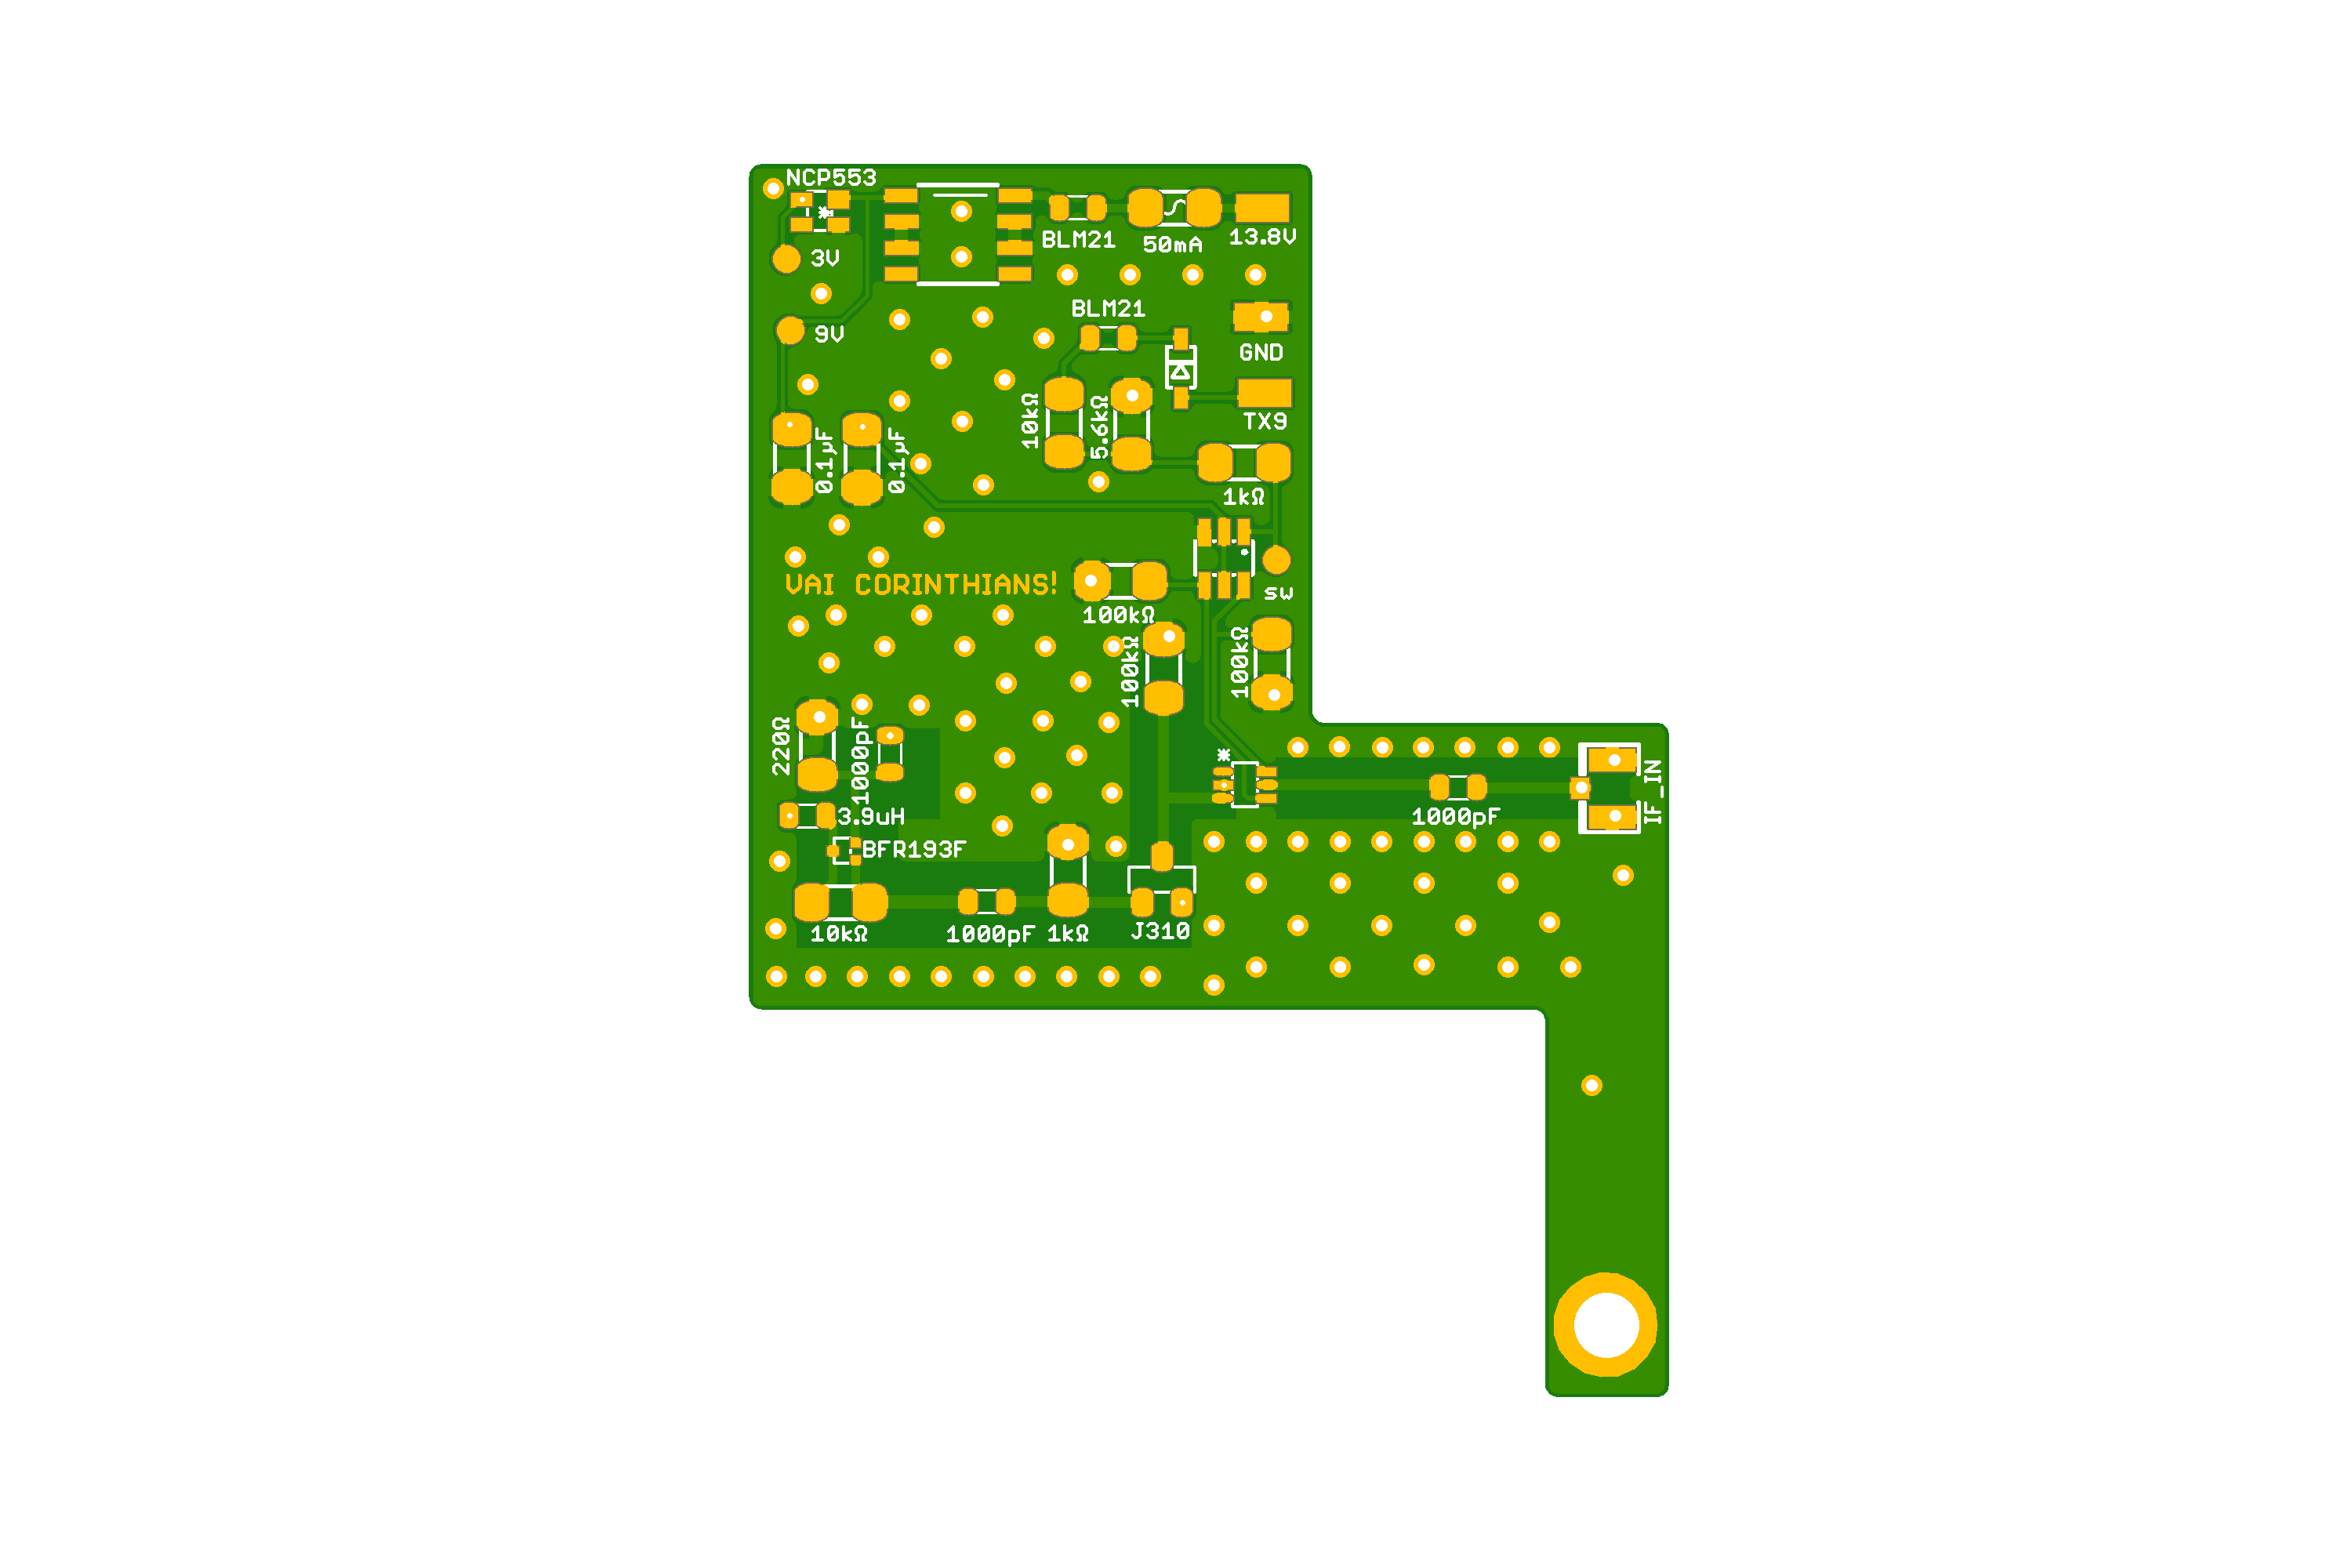 NCP553
3V
BLM21
50mA
13.8V
9V
BLM21
GND
10kΩ
5.6kΩ
TX9
0.1µF
0.1µF
1kΩ
VAI CORINTHIANS!
100kΩ
sw
100kΩ
100kΩ
220Ω
10000pF
3.9uH
BFR193F
1000pF
IF_IN
10kΩ
1000pF
1kΩ
J310